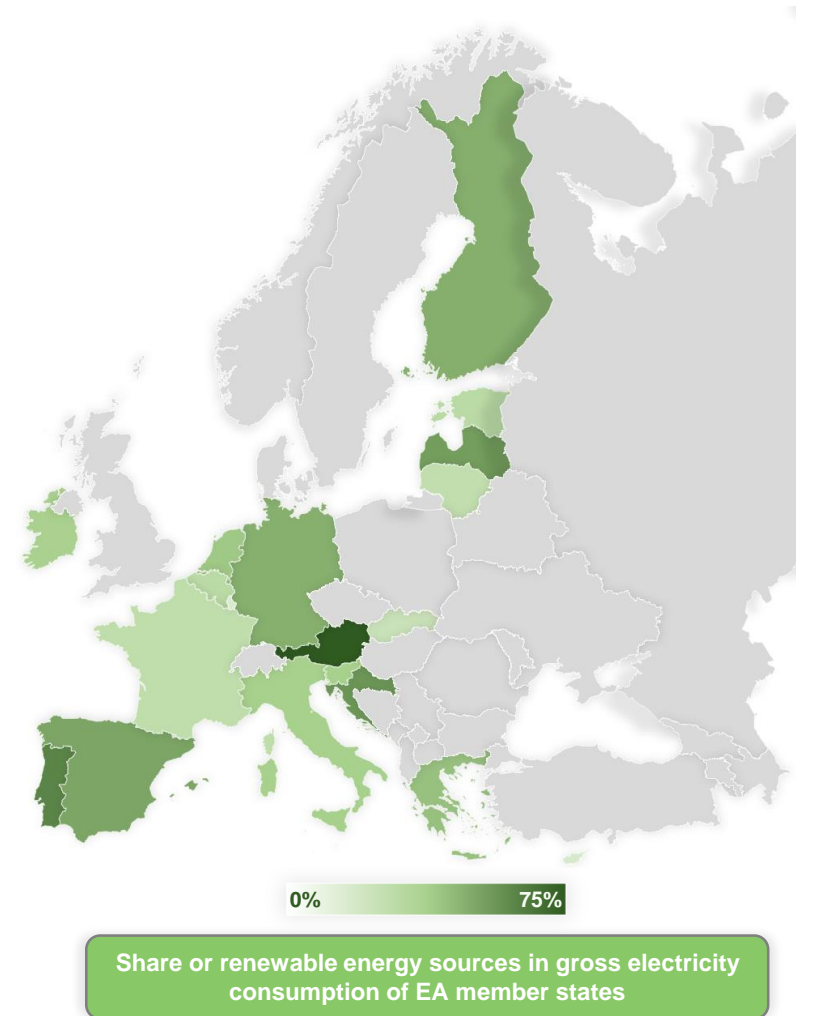 0% 75%
Share or renewable energy sources in gross electricity
consumption of EA member states